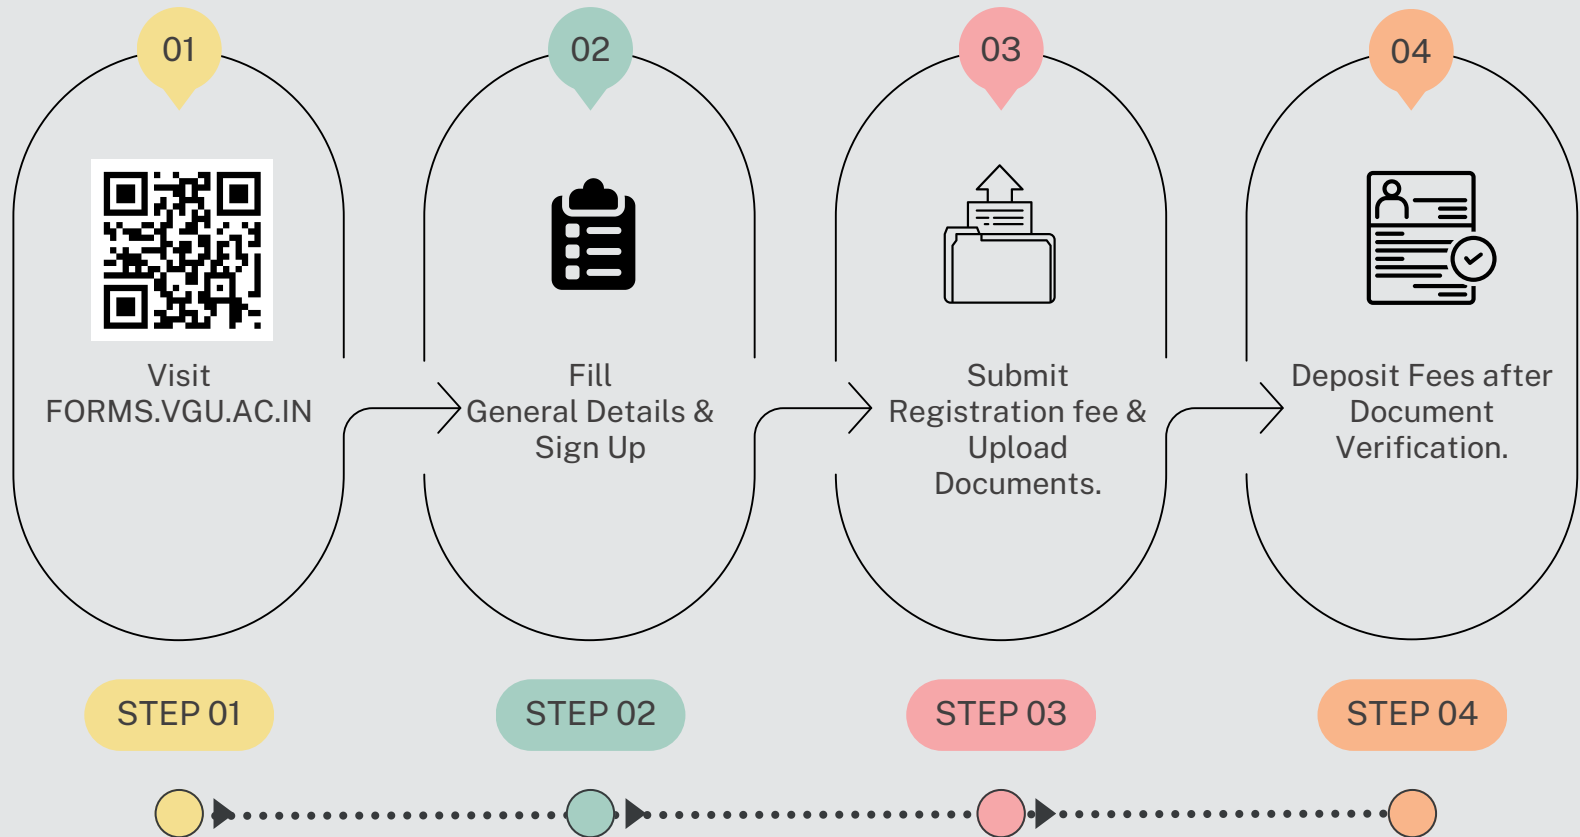 01
02
03
04
Visit
FORMS.VGU.AC.IN
Fill
General Details &
Sign Up
Submit
Registration fee &
Upload
Documents.
Deposit Fees after
Document
Verification.
STEP 01
STEP 02
STEP 03
STEP 04